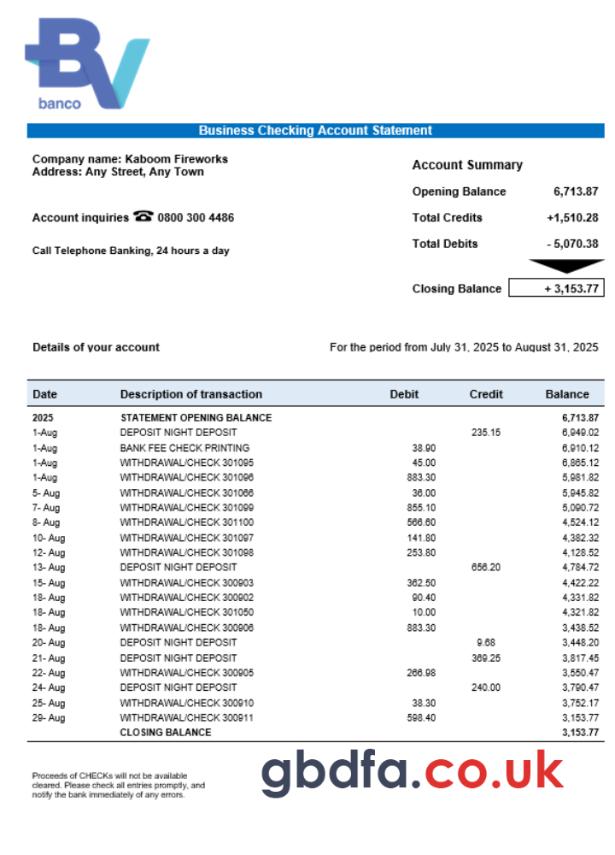 BV
banco
Business Checking Account Statement
Company name: Kaboom Fireworks
Address: Any Street, Any Town
Account inquiries ☎ 0800 300 4486
Call Telephone Banking, 24 hours a day
Account Summary
Opening Balance 6,713.87
Total Credits +1,510.28
Total Debits - 5,070.38
Closing Balance + 3,153.77
Details of your account For the period from July 31, 2025 to August 31, 2025
Date Description of transaction Debit Credit Balance
2025 STATEMENT OPENING BALANCE 6,713.87
1-Aug DEPOSIT NIGHT DEPOSIT 235.15 6,949.02
1-Aug BANK FEE CHECK PRINTING 38.90 6,910.12
1-Aug WITHDRAWAL/CHECK 301095 45.00 6,865.12
1-Aug WITHDRAWAL/CHECK 301096 883.30 5,981.82
5- Aug WITHDRAWAL/CHECK 301066 36.00 5,945.82
7- Aug WITHDRAWAL/CHECK 301099 855.10 5,090.72
8- Aug WITHDRAWAL/CHECK 301100 566.60 4,524.12
10- Aug WITHDRAWAL/CHECK 301097 141.80 4,382.32
12- Aug WITHDRAWAL/CHECK 301098 253.80 4,128.52
13- Aug DEPOSIT NIGHT DEPOSIT 656.20 4,784.72
15- Aug WITHDRAWAL/CHECK 300903 362.50 4,422.22
18- Aug WITHDRAWAL/CHECK 300902 90.40 4,331.82
18- Aug WITHDRAWAL/CHECK 301050 10.00 4,321.82
18- Aug WITHDRAWAL/CHECK 300906 883.30 3,438.52
20- Aug DEPOSIT NIGHT DEPOSIT 9.68 3,448.20
21- Aug DEPOSIT NIGHT DEPOSIT 369.25 3,817.45
22- Aug WITHDRAWAL/CHECK 300905 266.98 3,550.47
24- Aug DEPOSIT NIGHT DEPOSIT 240.00 3,790.47
25- Aug WITHDRAWAL/CHECK 300910 38.30 3,752.17
29- Aug WITHDRAWAL/CHECK 300911 598.40 3,153.77
CLOSING BALANCE 3,153.77
Proceeds of CHECKs will not be available
cleared. Please check all entries promptly, and
notify the bank immediately of any errors.
gbdfa.co.uk